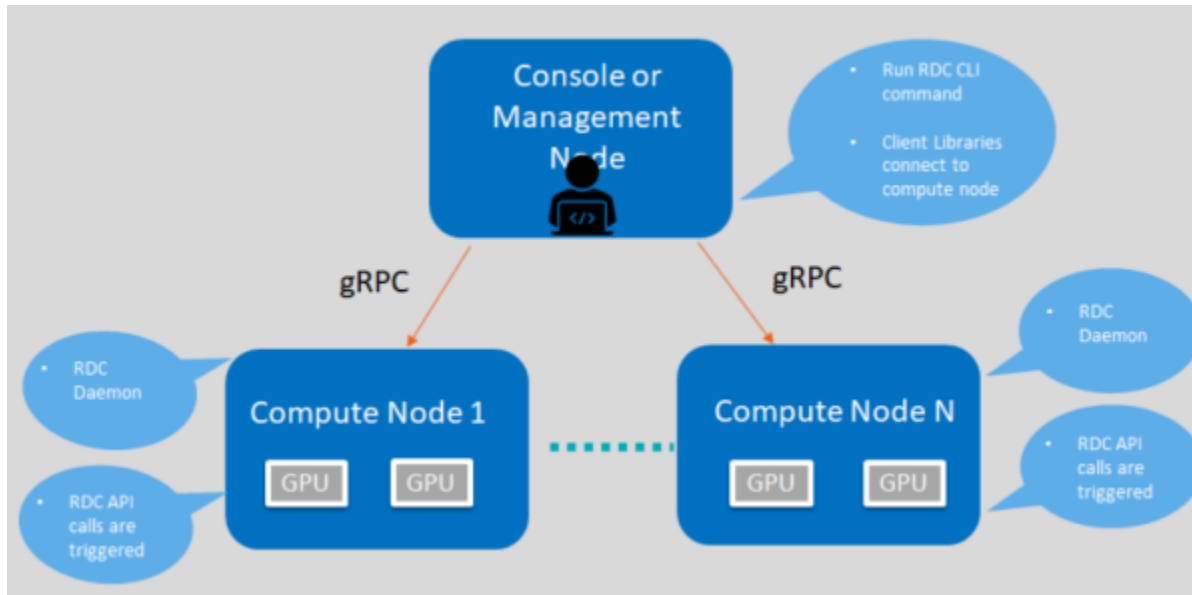 Console or
Management
Node
</>
• Run RDC CLI
command
• Client Libraries
connect to
compute node
gRPC
gRPC
• RDC
Daemon
Compute Node 1
GPU GPU
• RDC API
calls are
triggered
Compute Node N
GPU GPU
• RDC
Daemon
• RDC API
calls are
triggered